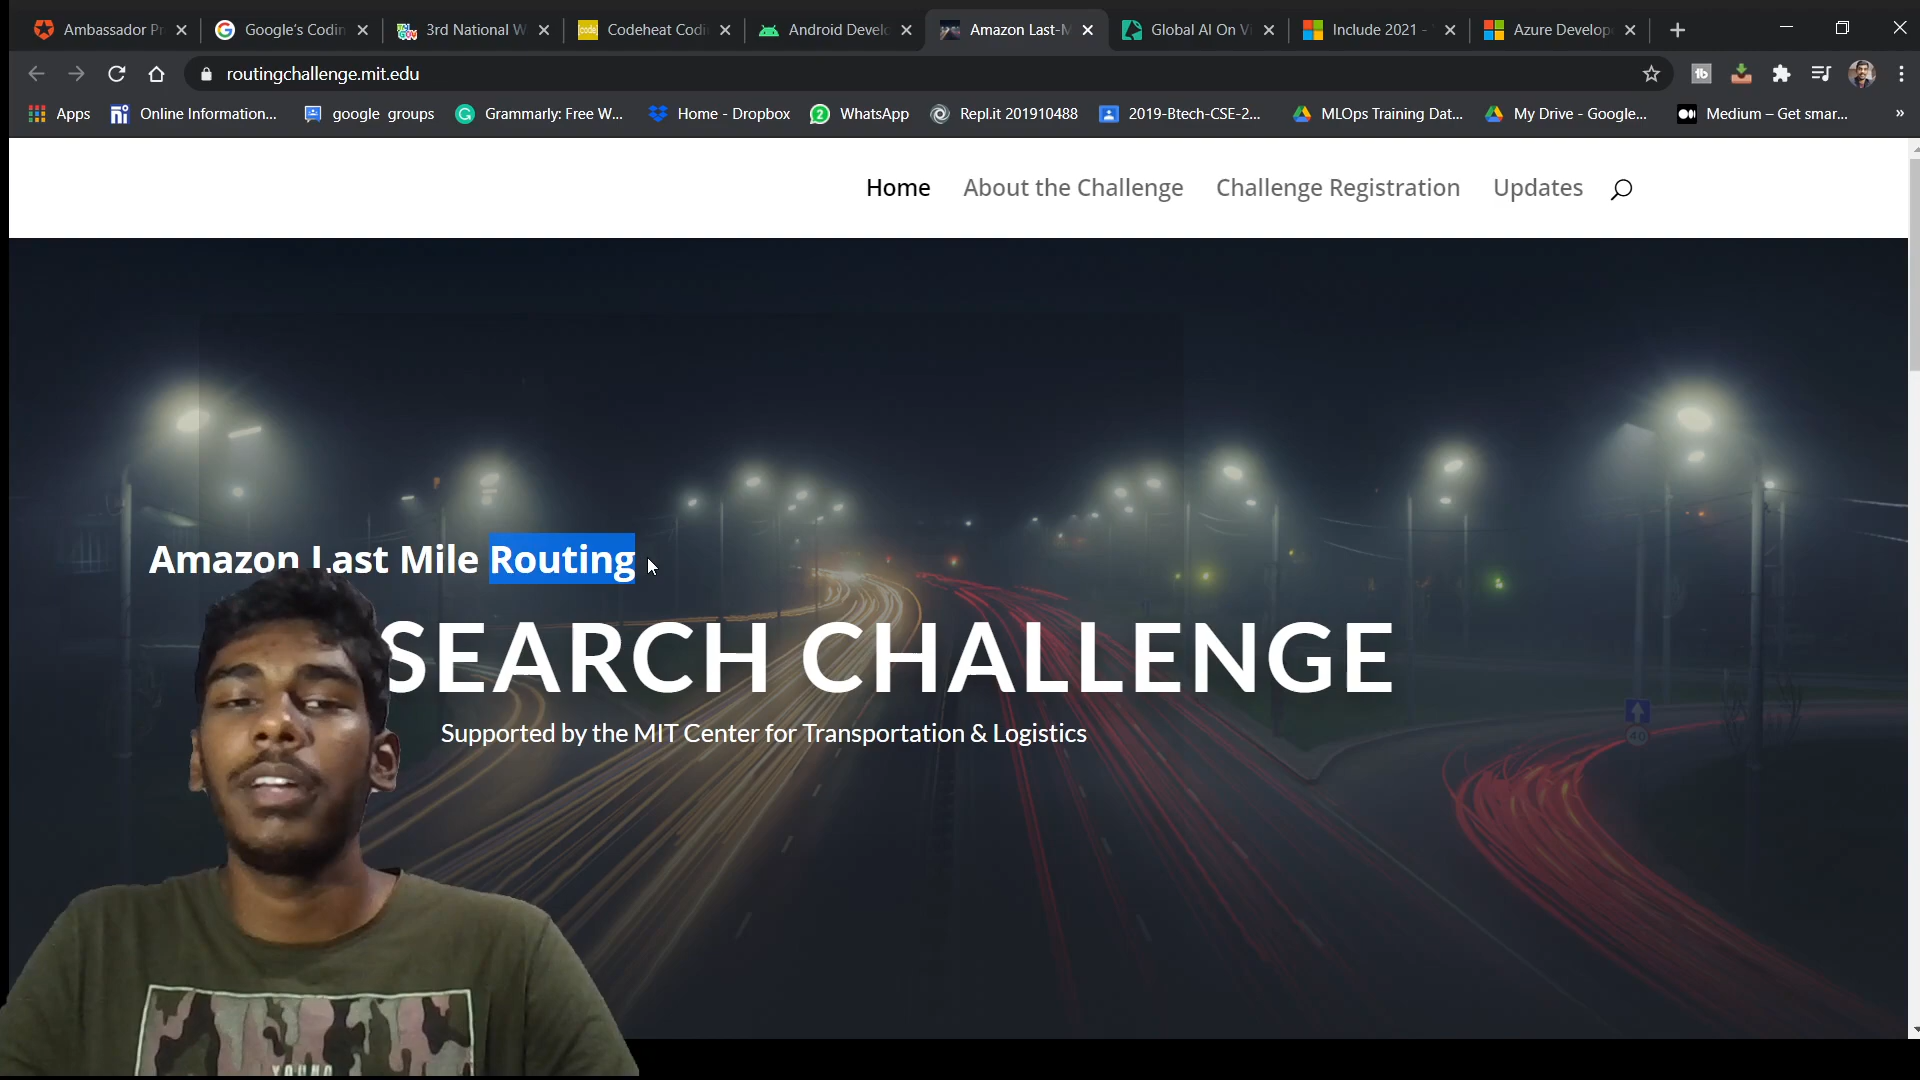 Ambassador Pr
Google's Codin
3rd National W
Codeheat Codi
Android Develo
Amazon Last-M
Global AI On Vi
Include 2021 -
Azure Develop
routingchallenge.mit.edu
Apps
Online Information...
google groups
Grammarly: Free W...
Home - Dropbox
WhatsApp
Repl.it 201910488
2019-Btech-CSE-2...
MLOps Training Dat...
My Drive - Google...
Medium – Get smar...
»
Home
About the Challenge
Challenge Registration
Updates
Amazon Last Mile Routing
SEARCH CHALLENGE
Supported by the MIT Center for Transportation & Logistics
40